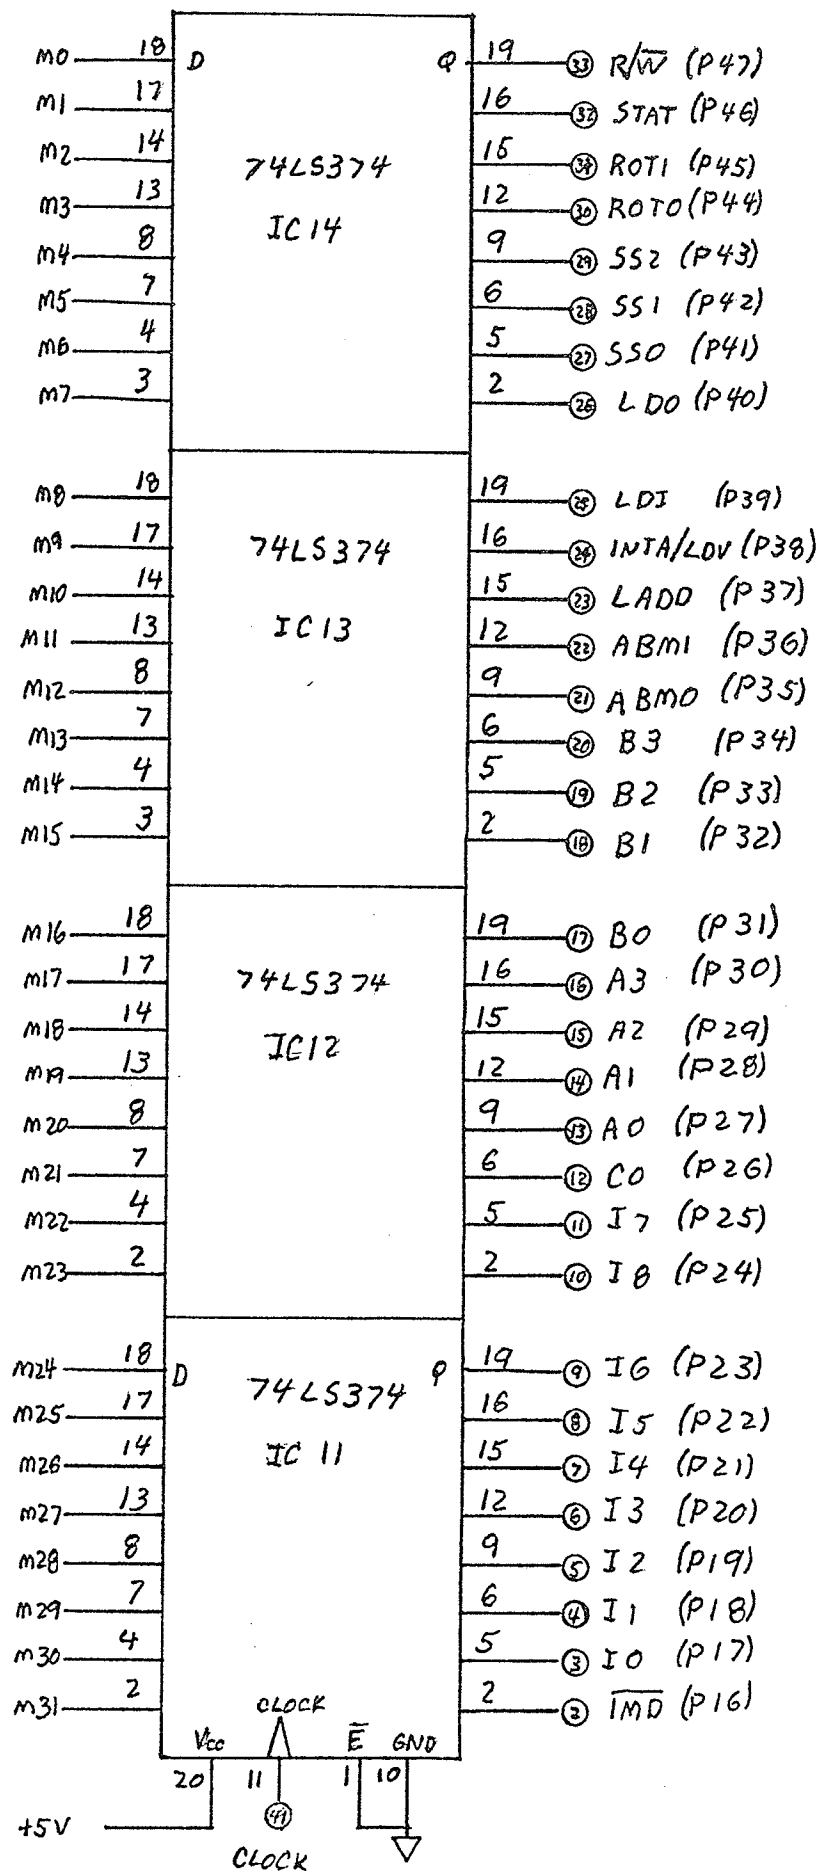 M0 18 D Q 19 33 R/W̅ (P47)
M1 17 16 32 STAT (P46)
M2 14 74LS374 15 ROT1 (P45)
M3 13 IC14 12 30 ROT0 (P44)
M4 8 9 29 SS2 (P43)
M5 7 6 28 SS1 (P42)
M6 4 5 27 SS0 (P41)
M7 3 2 26 LD0 (P40)
M8 18 19 25 LDI (P39)
M9 17 74LS374 16 24 INTA/LDV (P38)
M10 14 15 23 LADD (P37)
M11 13 IC13 12 22 ABM1 (P36)
M12 8 9 21 ABM0 (P35)
M13 7 6 20 B3 (P34)
M14 4 5 19 B2 (P33)
M15 3 2 18 B1 (P32)
M16 18 19 17 B0 (P31)
M17 17 74LS374 16 16 A3 (P30)
M18 14 IC12 15 15 A2 (P29)
M19 13 12 14 A1 (P28)
M20 8 9 13 A0 (P27)
M21 7 6 12 C0 (P26)
M22 4 5 11 I7 (P25)
M23 2 2 10 I8 (P24)
M24 18 D 74LS374 Q 19 9 I6 (P23)
M25 17 16 8 I5 (P22)
M26 14 IC 11 15 7 I4 (P21)
M27 13 12 6 I3 (P20)
M28 8 9 5 I2 (P19)
M29 7 6 4 I1 (P18)
M30 4 5 3 I0 (P17)
M31 2 2 2 I̅M̅D̅ (P16)
CLOCK
Vcc E̅ GND
20 11 1 10
+5V 41
CLOCK